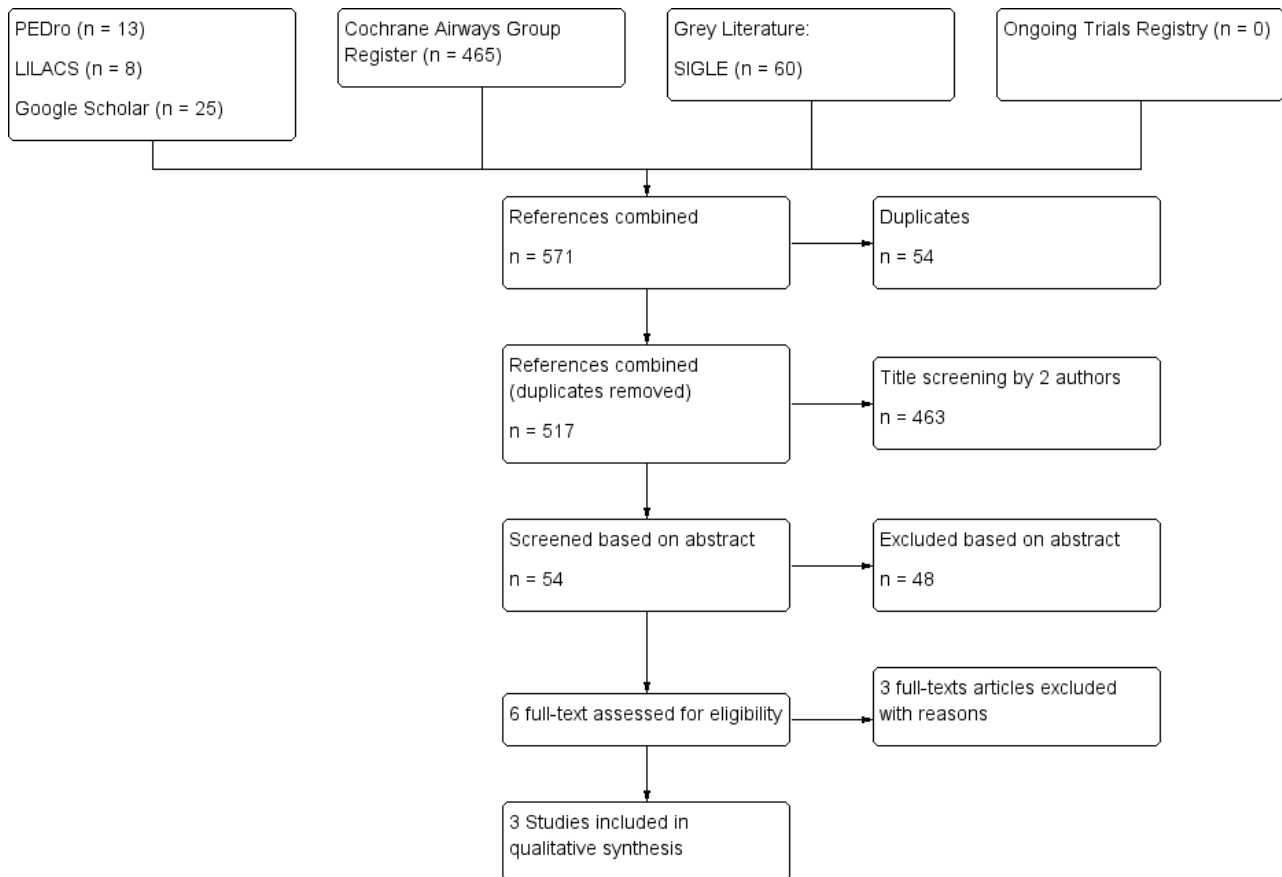 PEDro (n = 13)
LILACS (n = 8)
Google Scholar (n = 25)
Cochrane Airways Group
Register (n = 465)
Grey Literature:
SIGLE (n = 60)
Ongoing Trials Registry (n = 0)
References combined
n = 571
Duplicates
n = 54
References combined
(duplicates removed)
n = 517
Title screening by 2 authors
n = 463
Screened based on abstract
n = 54
Excluded based on abstract
n = 48
6 full-text assessed for eligibility
3 full-texts articles excluded
with reasons
3 Studies included in
qualitative synthesis